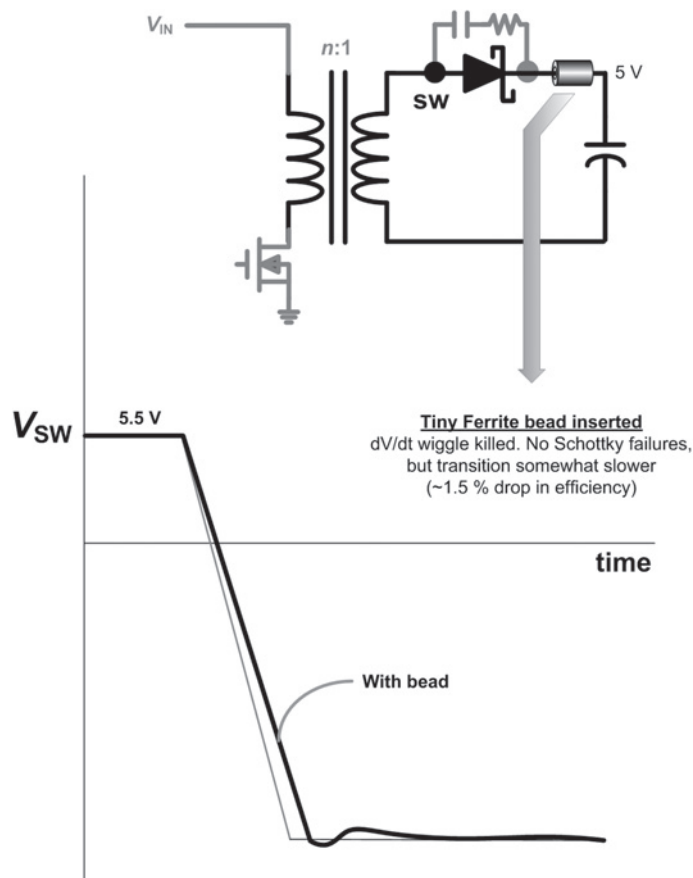 VIN
n:1
SW
5 V
Tiny Ferrite bead inserted
dV/dt wiggle killed. No Schottky failures,
but transition somewhat slower
(~1.5 % drop in efficiency)
VSW
5.5 V
time
With bead